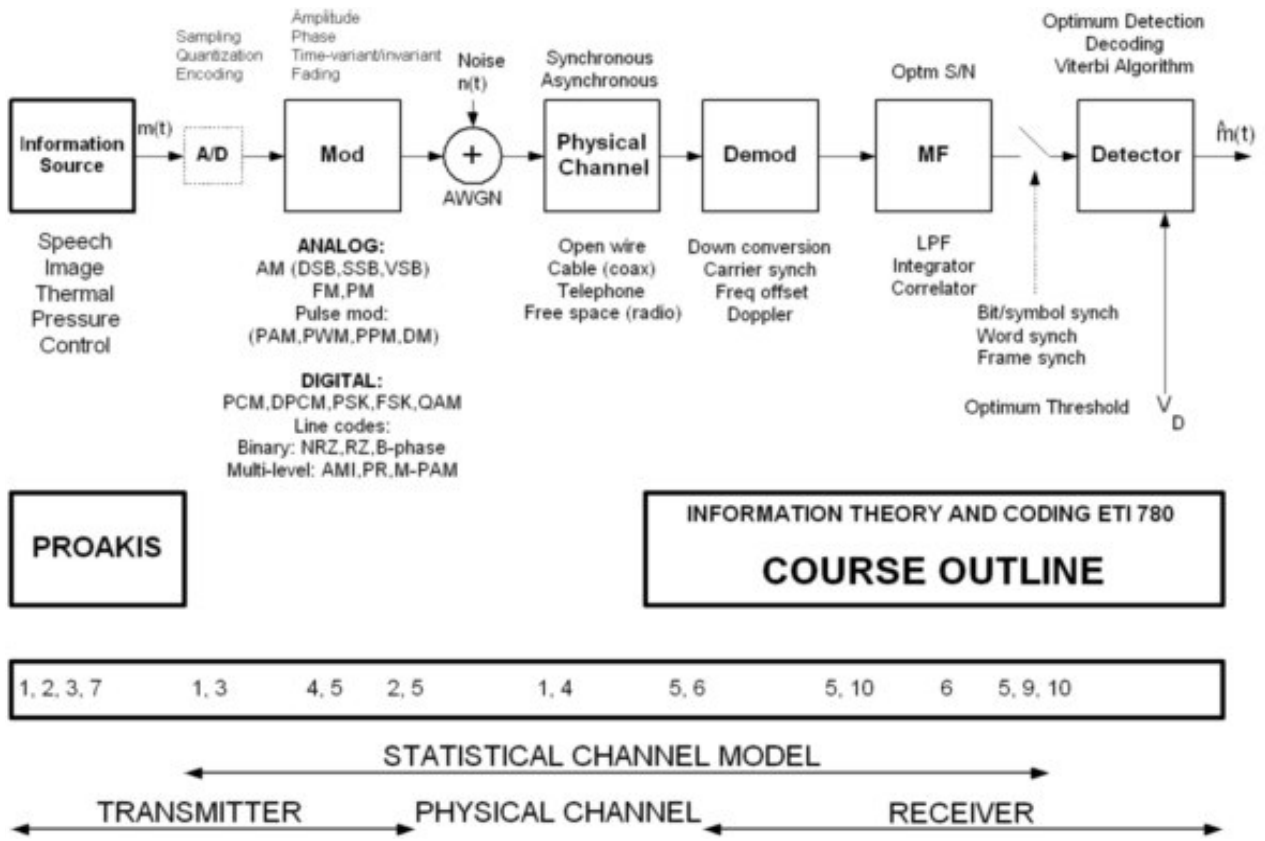 Sampling
Quantization
Encoding
Amplitude
Phase
Time-variant/invariant
Fading
Noise
n(t)
Synchronous
Asynchronous
Optm S/N
Optimum Detection
Decoding
Viterbi Algorithm
Information
Source
m(t)
A/D
Mod
+
AWGN
Physical
Channel
Demod
MF
Detector
m̂(t)
Speech
Image
Thermal
Pressure
Control
ANALOG:
AM (DSB,SSB,VSB)
FM,PM
Pulse mod:
(PAM,PWM,PPM,DM)
DIGITAL:
PCM,DPCM,PSK,FSK,QAM
Line codes:
Binary: NRZ,RZ,B-phase
Multi-level: AMI,PR,M-PAM
Open wire
Cable (coax)
Telephone
Free space (radio)
Down conversion
Carrier synch
Freq offset
Doppler
LPF
Integrator
Correlator
Bit/symbol synch
Word synch
Frame synch
Optimum Threshold
V_D
PROAKIS
INFORMATION THEORY AND CODING ETI 780
COURSE OUTLINE
1, 2, 3, 7 1, 3 4, 5 2, 5 1, 4 5, 6 5, 10 6 5, 9, 10
STATISTICAL CHANNEL MODEL
TRANSMITTER PHYSICAL CHANNEL RECEIVER